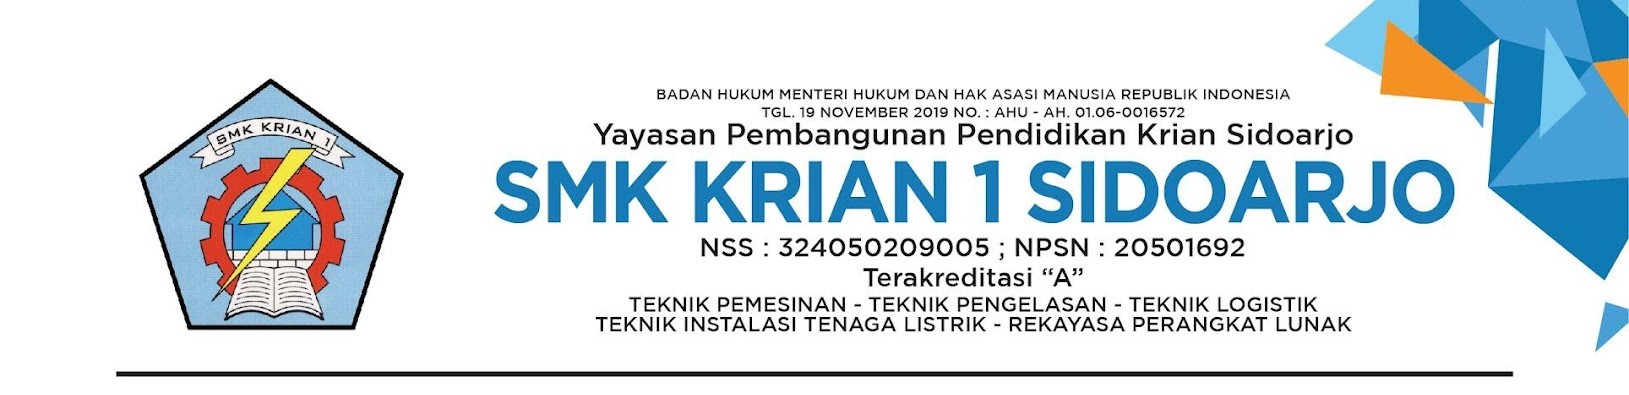 SMK KRIAN 1
BADAN HUKUM MENTERI HUKUM DAN HAK ASASI MANUSIA REPUBLIK INDONESIA
TGL. 19 NOVEMBER 2019 NO. : AHU - AH. 01.06-0016572
Yayasan Pembangunan Pendidikan Krian Sidoarjo
SMK KRIAN 1 SIDOARJO
NSS : 324050209005 ; NPSN : 20501692
Terakreditasi “A”
TEKNIK PEMESINAN - TEKNIK PENGELASAN - TEKNIK LOGISTIK
TEKNIK INSTALASI TENAGA LISTRIK - REKAYASA PERANGKAT LUNAK